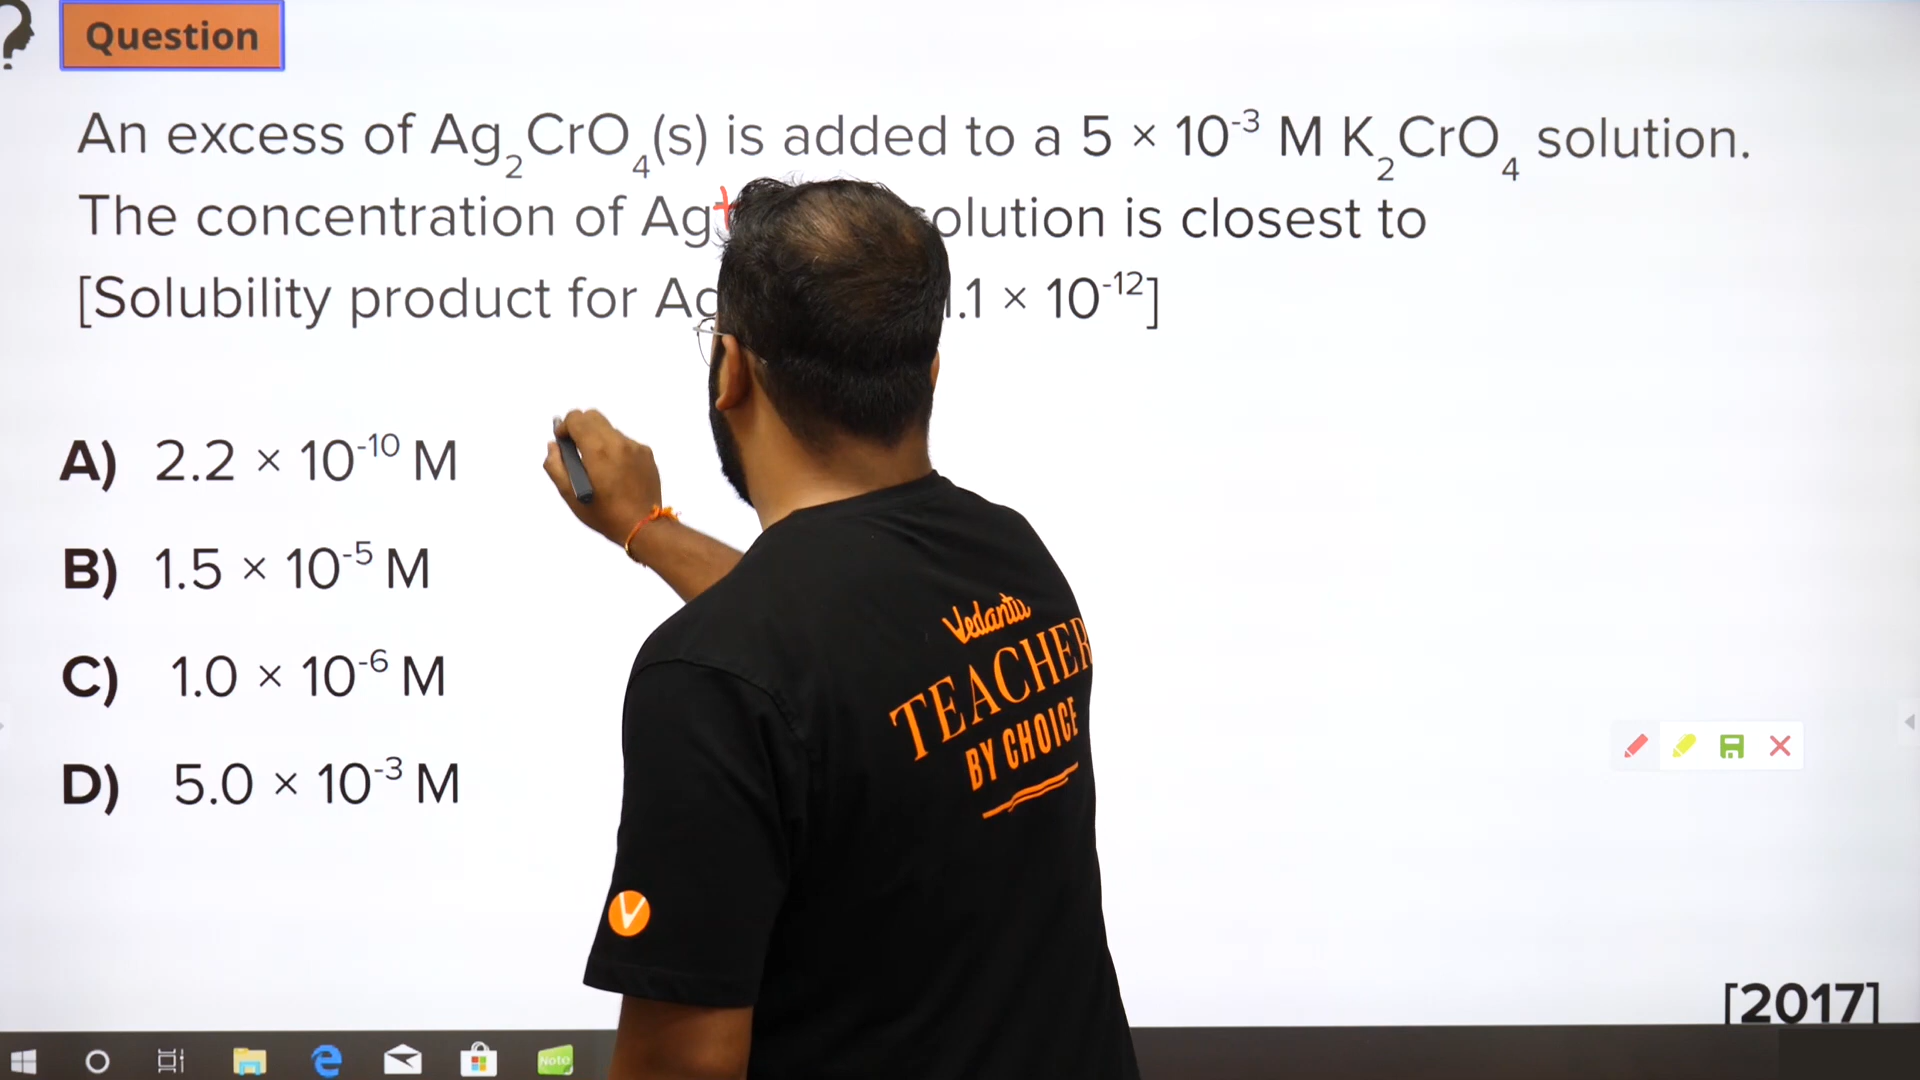 Question
An excess of Ag₂CrO₄(s) is added to a 5 × 10⁻³ M K₂CrO₄ solution.
The concentration of Ag⁺ olution is closest to
[Solubility product for Ag .1 × 10⁻¹²]
A) 2.2 × 10⁻¹⁰ M
B) 1.5 × 10⁻⁵ M
C) 1.0 × 10⁻⁶ M
D) 5.0 × 10⁻³ M
Vedantu
TEACHER
BY CHOICE
V
[2017]
Note